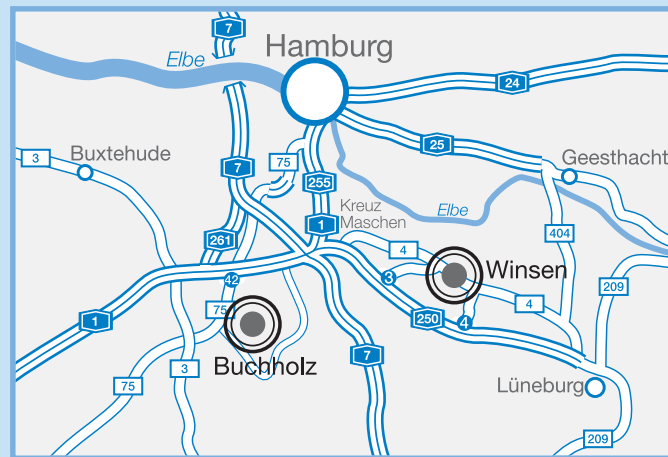 7
Hamburg
Elbe
24
25
3
Buxtehude
75
7
Geesthacht
255
Kreuz
Maschen
Elbe
1
261
4
404
Winsen
42
3
209
4
75
250
4
1
7
Buchholz
3
75
Lüneburg
209